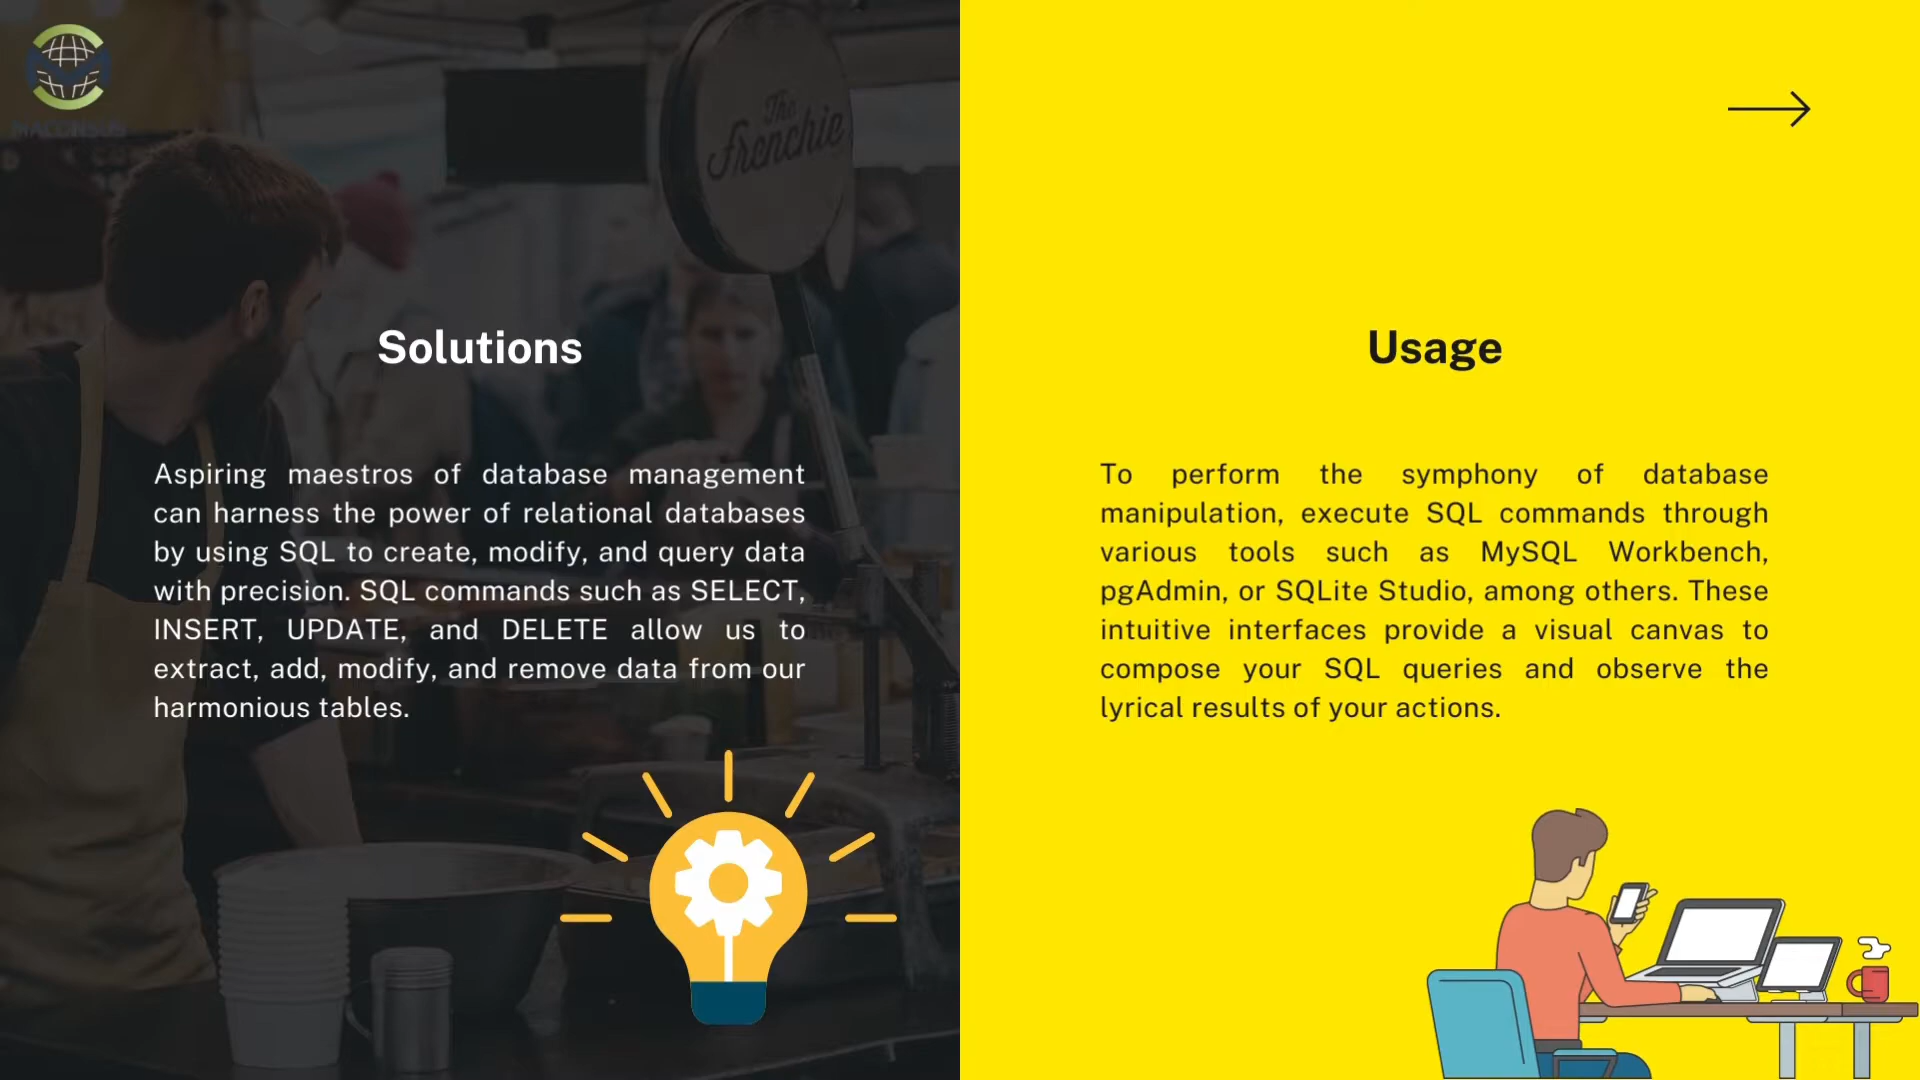 The
Frenchie
Solutions
Aspiring maestros of database management
can harness the power of relational databases
by using SQL to create, modify, and query data
with precision. SQL commands such as SELECT,
INSERT, UPDATE, and DELETE allow us to
extract, add, modify, and remove data from our
harmonious tables.
Usage
To perform the symphony of database
manipulation, execute SQL commands through
various tools such as MySQL Workbench,
pgAdmin, or SQLite Studio, among others. These
intuitive interfaces provide a visual canvas to
compose your SQL queries and observe the
lyrical results of your actions.